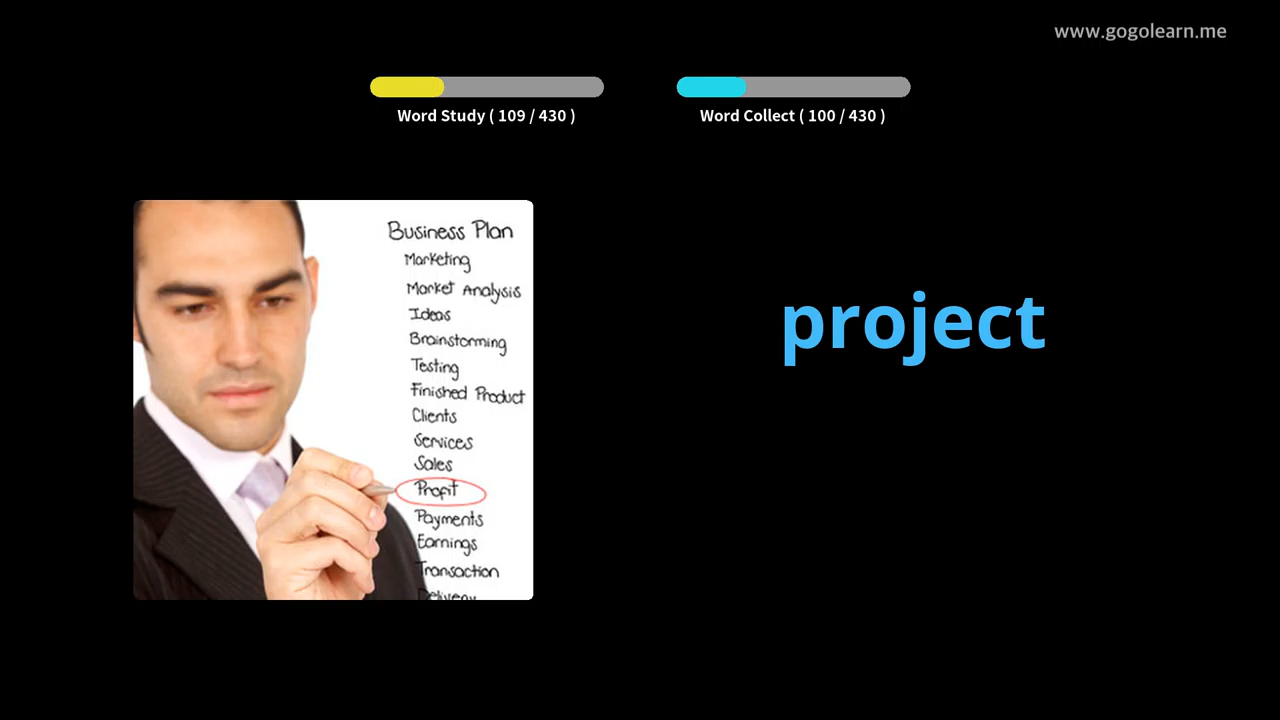 www.gogolearn.me
Word Study ( 109 / 430 )
Word Collect ( 100 / 430 )
Business Plan
Marketing
Market Analysis
Ideas
Brainstorming
Testing
Finished Product
Clients
Services
Sales
Profit
Payments
Earnings
Transaction
Delivery
project